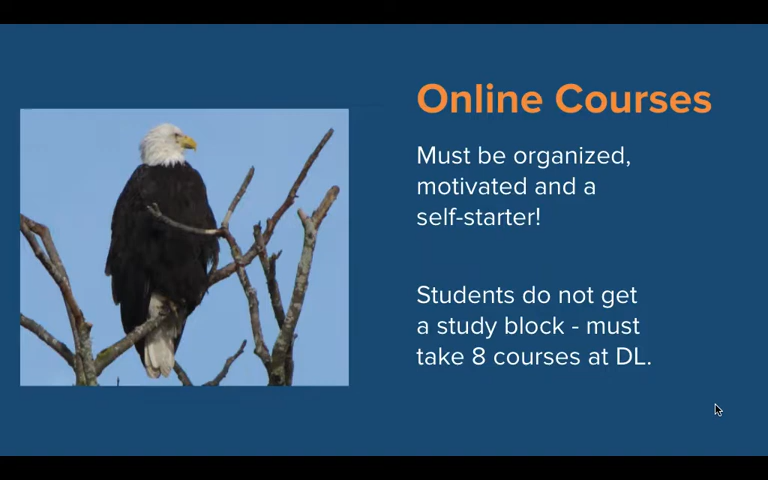 Online Courses
Must be organized,
motivated and a
self-starter!
Students do not get
a study block - must
take 8 courses at DL.